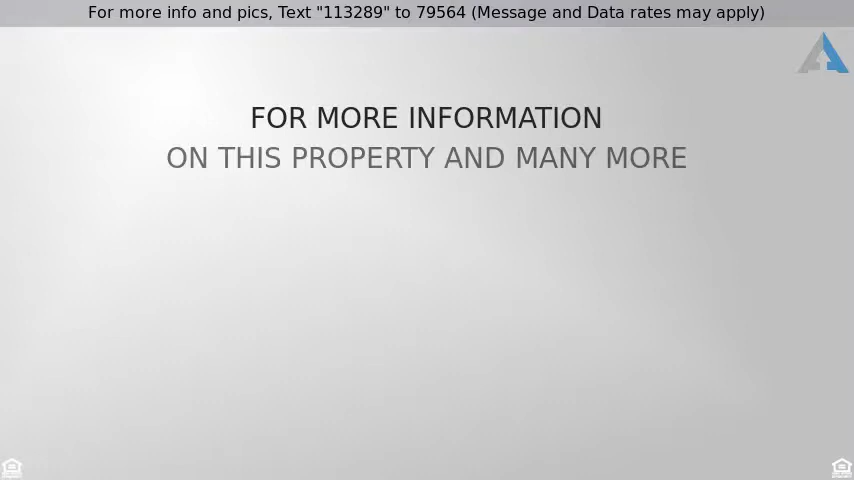 For more info and pics, Text "113289" to 79564 (Message and Data rates may apply)
FOR MORE INFORMATION
ON THIS PROPERTY AND MANY MORE